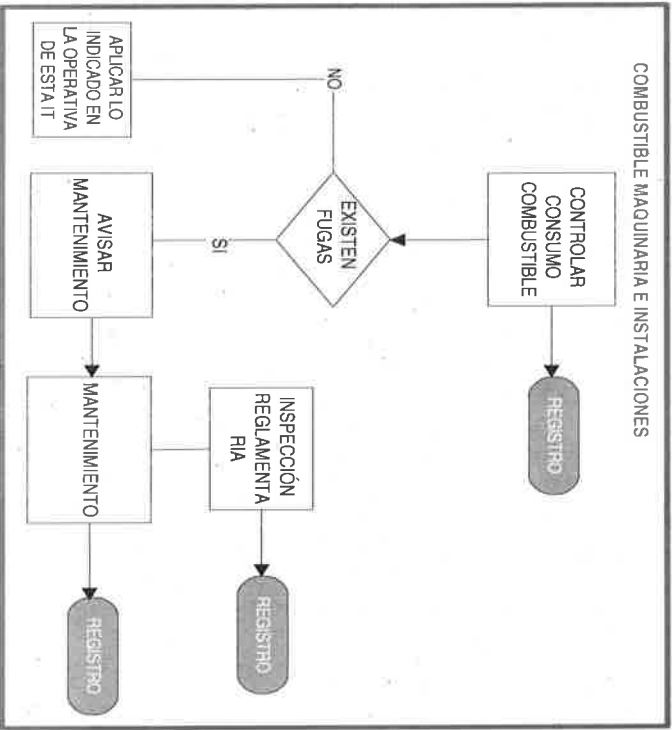 COMBUSTIBLE MAQUINARIA E INSTALACIONES
CONTROLAR
CONSUMO
COMBUSTIBLE
REGISTRO
EXISTEN
FUGAS
NO
SI
APLICAR LO
INDICADO EN
LA OPERATIVA
DE ESTA IT
AVISAR
MANTENIMIENTO
INSPECCIÓN
REGLAMENTA
RIA
REGISTRO
MANTENIMIENTO
REGISTRO